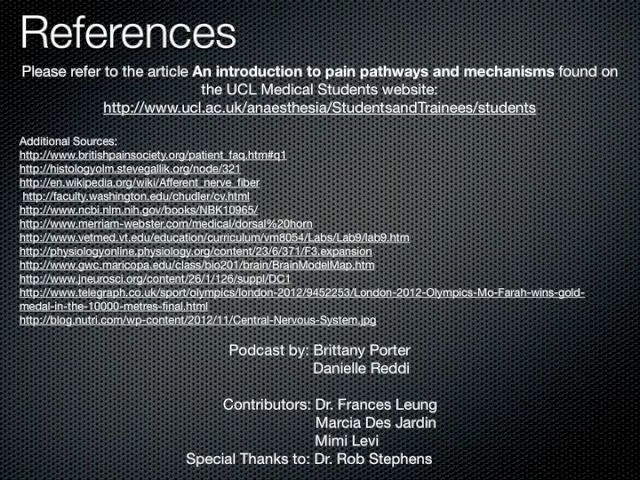 References
Please refer to the article An introduction to pain pathways and mechanisms found on
the UCL Medical Students website:
http://www.ucl.ac.uk/anaesthesia/StudentsandTrainees/students
Additional Sources:
http://www.britishpainsociety.org/patient_faq.htm#q1
http://histologyolm.stevegallik.org/node/321
http://en.wikipedia.org/wiki/Afferent_nerve_fiber
http://faculty.washington.edu/chudler/cv.html
http://www.ncbi.nlm.nih.gov/books/NBK10965/
http://www.merriam-webster.com/medical/dorsal%20horn
http://www.vetmed.vt.edu/education/curriculum/vm8054/Labs/Lab9/lab9.htm
http://physiologyonline.physiology.org/content/23/6/371/F3.expansion
http://www.gwc.maricopa.edu/class/bio201/brain/BrainModelMap.htm
http://www.jneurosci.org/content/26/1/126/suppl/DC1
http://www.telegraph.co.uk/sport/olympics/london-2012/9452253/London-2012-Olympics-Mo-Farah-wins-gold-
medal-in-the-10000-metres-final.html
http://blog.nutri.com/wp-content/2012/11/Central-Nervous-System.jpg
Podcast by: Brittany Porter
Danielle Reddi
Contributors: Dr. Frances Leung
Marcia Des Jardin
Mimi Levi
Special Thanks to: Dr. Rob Stephens